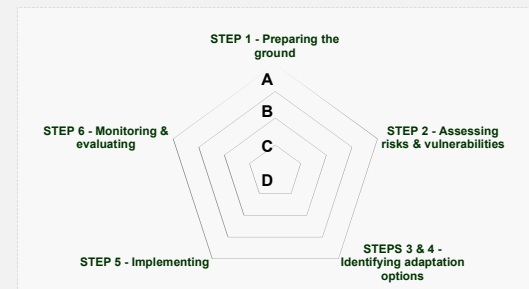 STEP 1 - Preparing the
ground
A
B
C
D
STEP 6 - Monitoring &
evaluating
STEP 2 - Assessing
risks & vulnerabilities
STEP 5 - Implementing
STEPS 3 & 4 -
Identifying adaptation
options